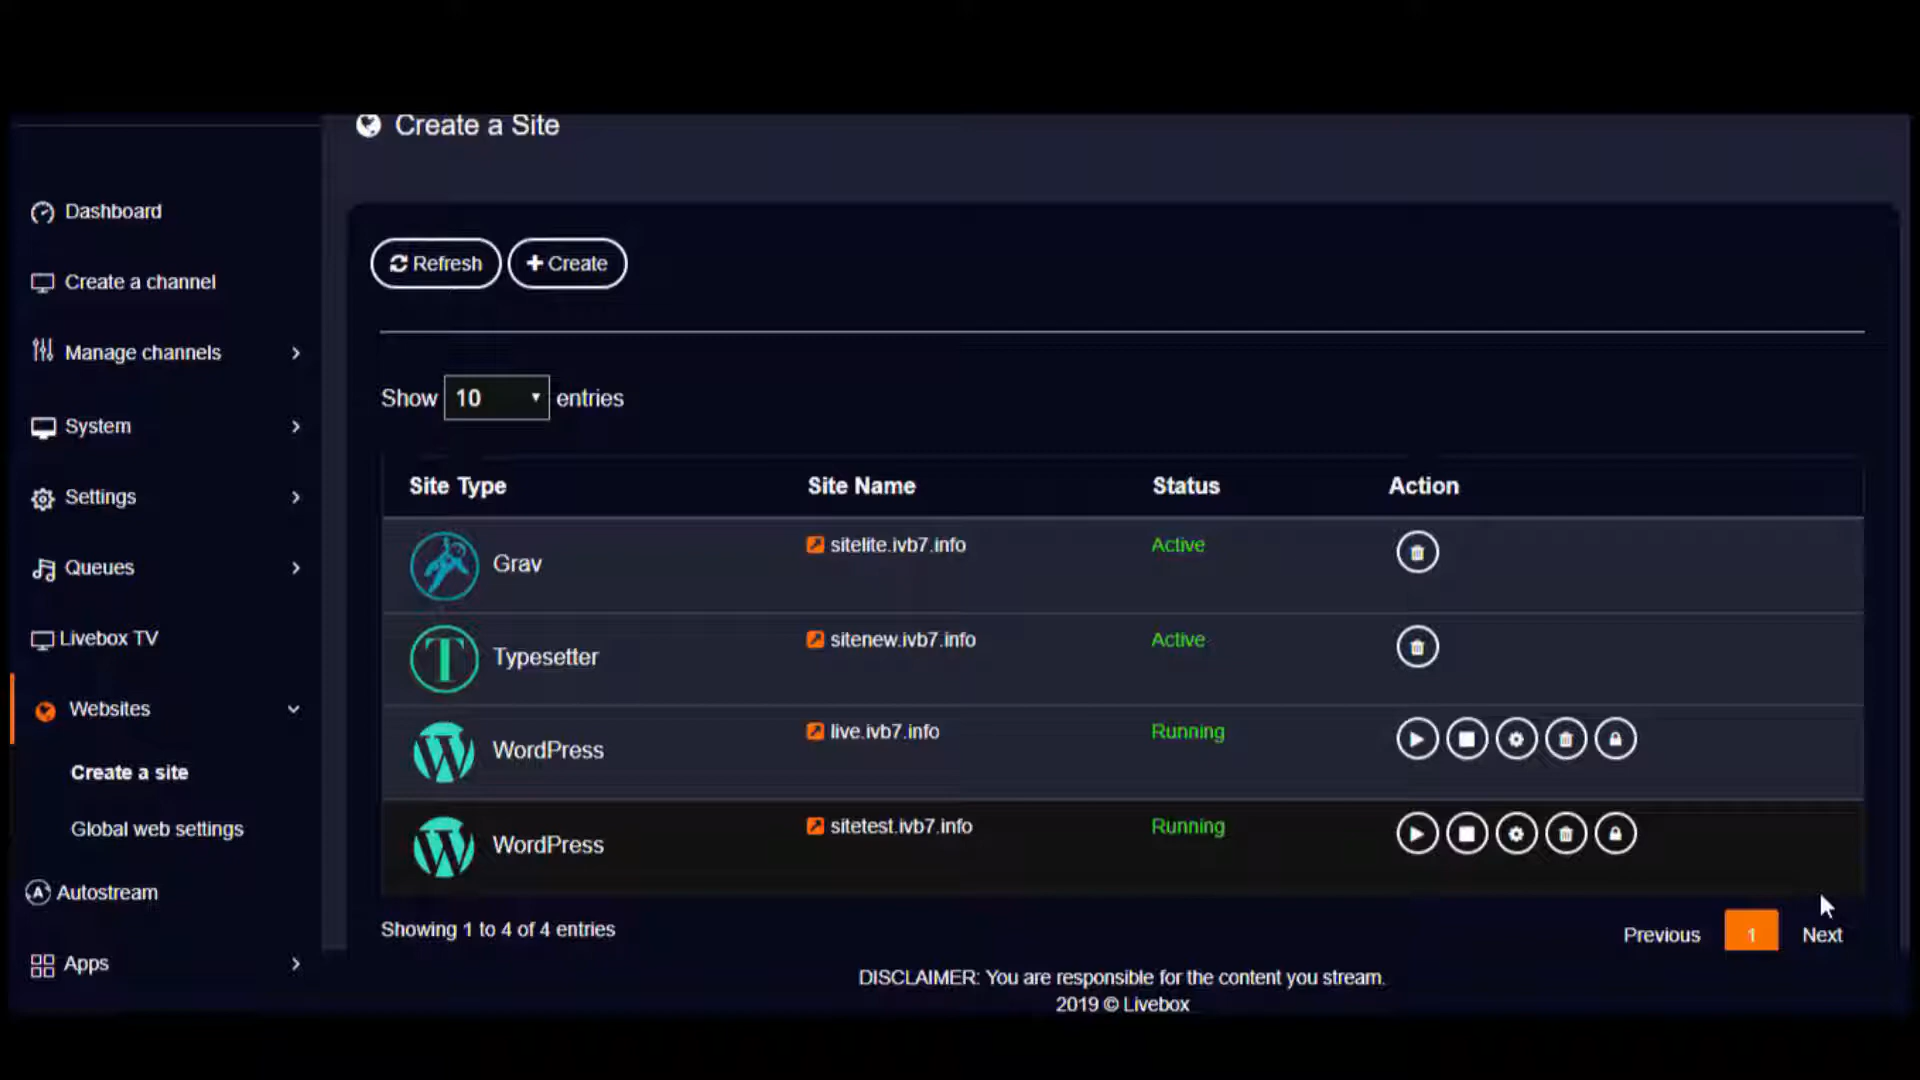 Create a Site
Dashboard
Create a channel
Manage channels
System
Settings
Queues
Livebox TV
Websites
Create a site
Global web settings
Autostream
Apps
Refresh
Create
Show 10 entries
Site Type Site Name Status Action
Grav sitelite.ivb7.info Active
Typesetter sitenew.ivb7.info Active
WordPress live.ivb7.info Running
WordPress sitetest.ivb7.info Running
Showing 1 to 4 of 4 entries
Previous 1 Next
DISCLAIMER: You are responsible for the content you stream.
2019 © Livebox